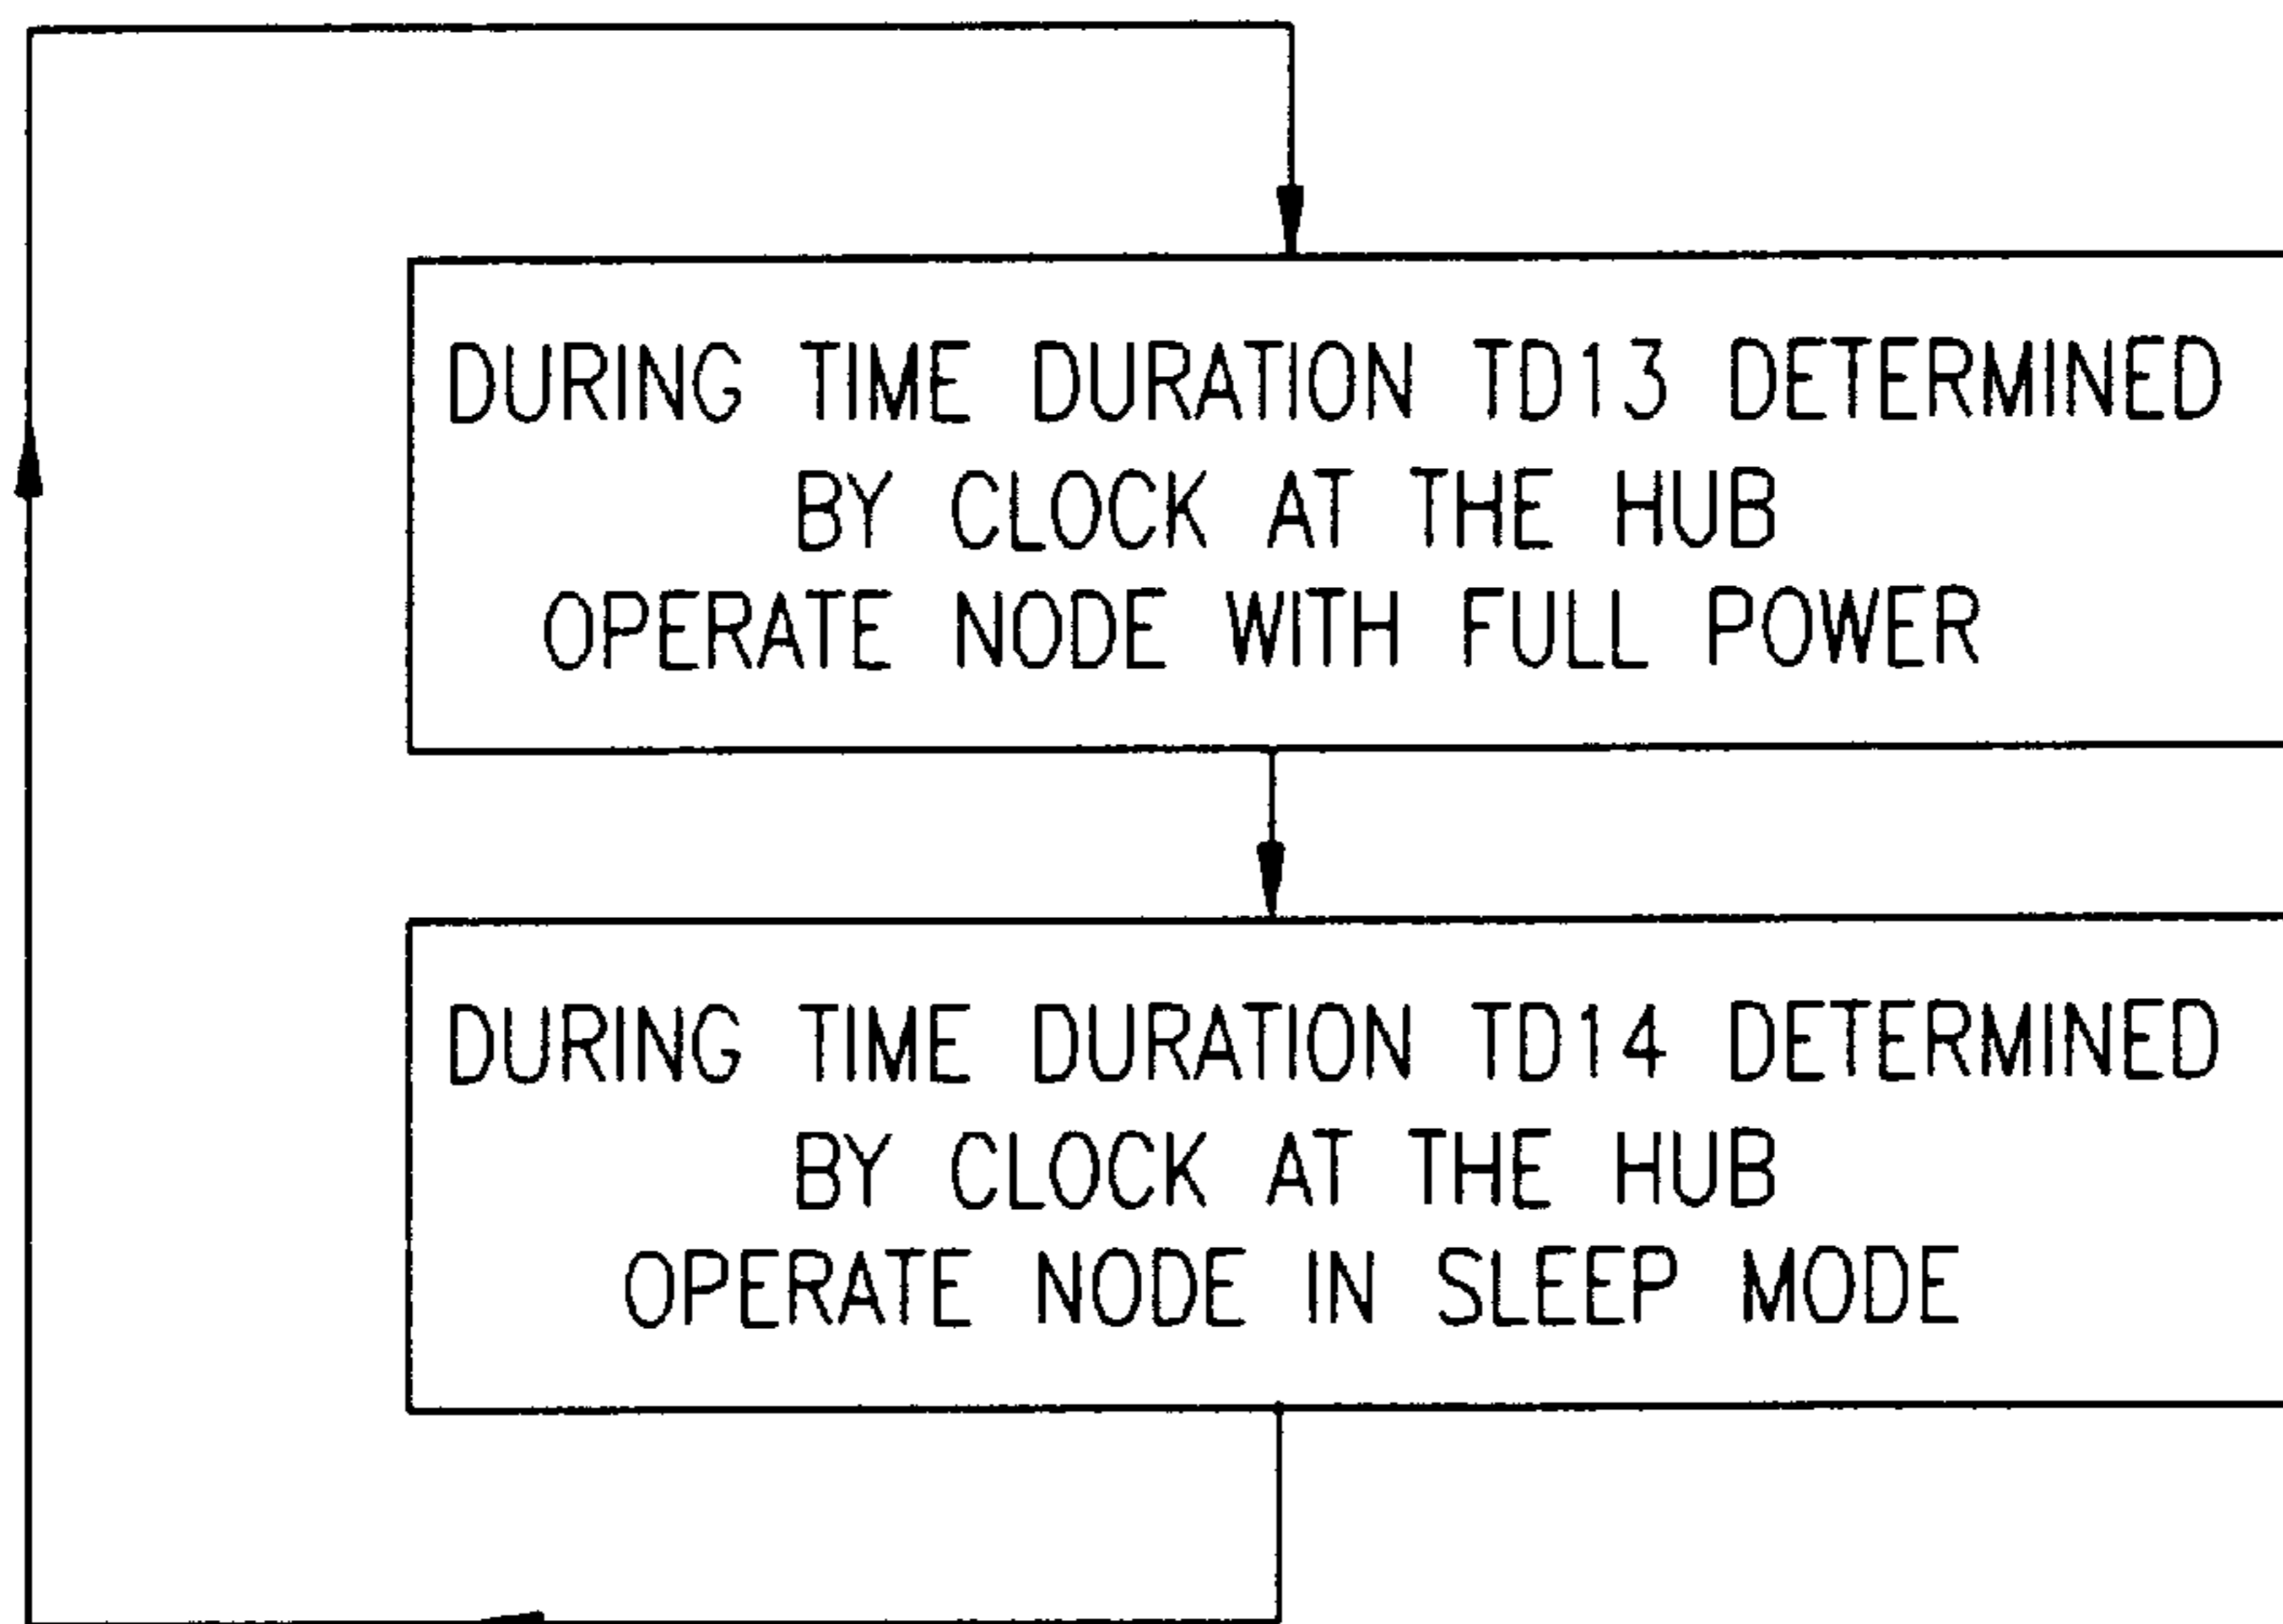 DURING TIME DURATION TD13 DETERMINED
BY CLOCK AT THE HUB
OPERATE NODE WITH FULL POWER
DURING TIME DURATION TD14 DETERMINED
BY CLOCK AT THE HUB
OPERATE NODE IN SLEEP MODE